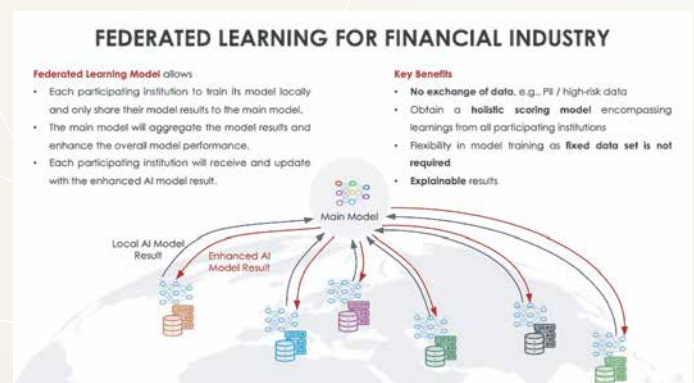 FEDERATED LEARNING FOR FINANCIAL INDUSTRY
Federated Learning Model allows
• Each participating institution to train its model locally
and only share their model results to the main model.
• The main model will aggregate the model results and
enhance the overall model performance.
• Each participating institution will receive and update
with the enhanced AI model result.
Key Benefits
• No exchange of data, e.g., PII / high-risk data
• Obtain a holistic scoring model encompassing
learnings from all participating institutions
• Flexibility in model training as fixed data set is not
required
• Explainable results
Main Model
Local AI Model
Result
Enhanced AI
Model Result